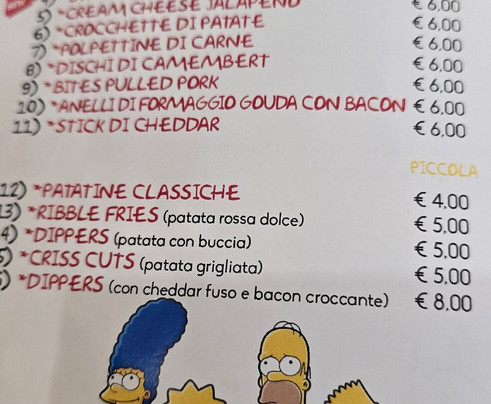 5) *CREAM CHEESE JALAPENO € 6,00
6) *CROCCHETTE DI PATATE € 6,00
7) *POLPETTINE DI CARNE € 6,00
8) *DISCHI DI CAMEMBERT € 6,00
9) *BITES PULLED PORK € 6,00
10) *ANELLI DI FORMAGGIO GOUDA CON BACON € 6,00
11) *STICK DI CHEDDAR € 6,00
PICCOLA
12) *PATATINE CLASSICHE € 4,00
13) *RIBBLE FRIES (patata rossa dolce) € 5,00
4) *DIPPERS (patata con buccia) € 5,00
5) *CRISS CUTS (patata grigliata) € 5,00
) *DIPPERS (con cheddar fuso e bacon croccante) € 8,00